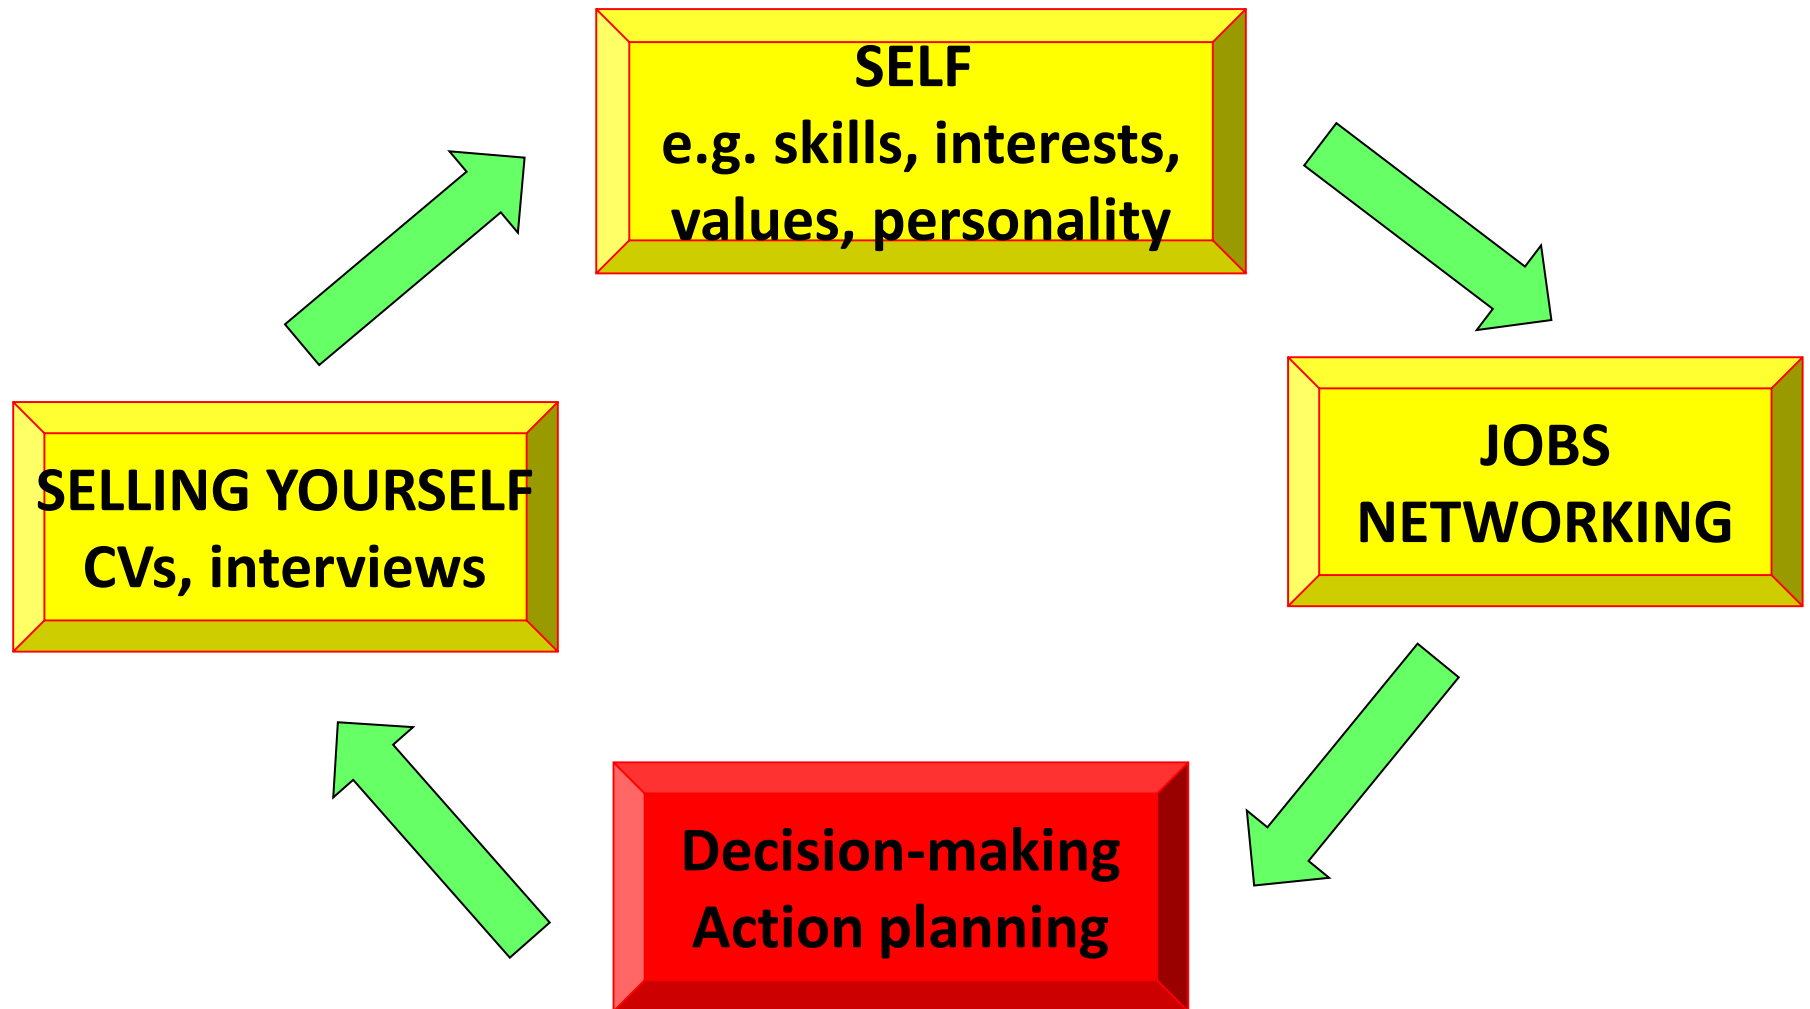 SELF
e.g. skills, interests,
values, personality
JOBS
NETWORKING
SELLING YOURSELF
CVs, interviews
Decision-making
Action planning